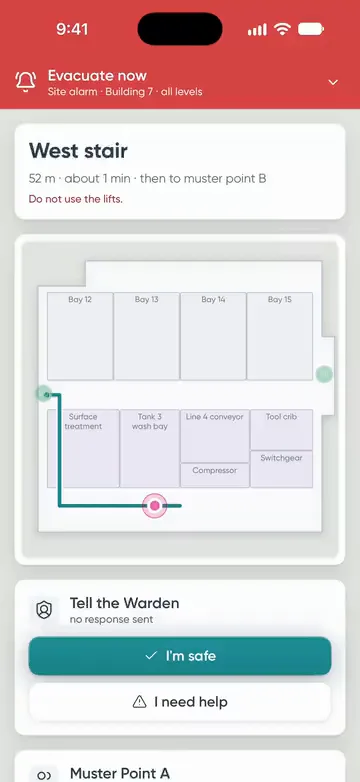 9:41
Evacuate now
Site alarm · Building 7 · all levels
West stair
52 m · about 1 min · then to muster point B
Do not use the lifts.
Bay 12
Bay 13
Bay 14
Bay 15
Surface
treatment
Tank 3
wash bay
Line 4 conveyor
Tool crib
Switchgear
Compressor
Tell the Warden
no response sent
I'm safe
I need help
Muster Point A